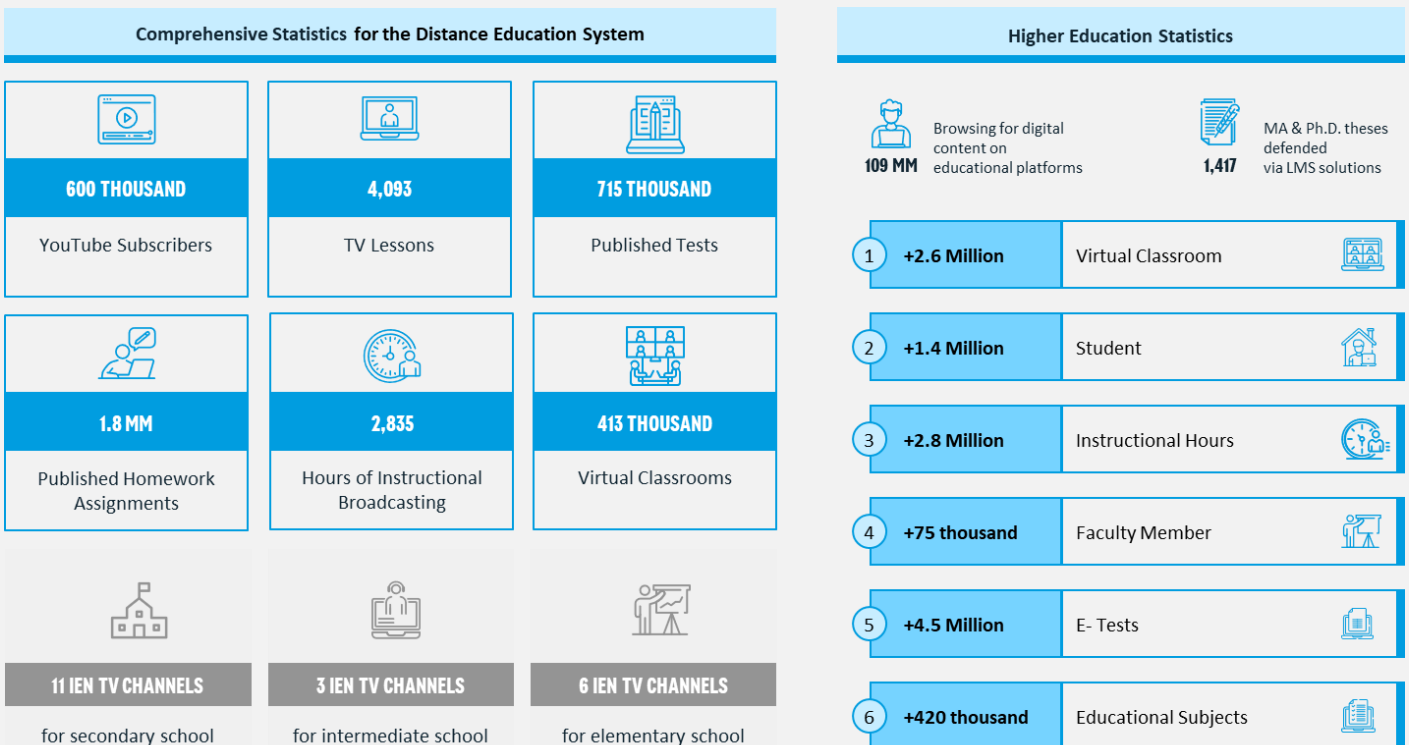 Comprehensive Statistics for the Distance Education System
600 THOUSAND
YouTube Subscribers
4,093
TV Lessons
715 THOUSAND
Published Tests
1.8 MM
Published Homework
Assignments
2,835
Hours of Instructional
Broadcasting
413 THOUSAND
Virtual Classrooms
11 IEN TV CHANNELS
for secondary school
3 IEN TV CHANNELS
for intermediate school
6 IEN TV CHANNELS
for elementary school
Higher Education Statistics
109 MM
Browsing for digital
content on
educational platforms
1,417
MA & Ph.D. theses
defended
via LMS solutions
1 +2.6 Million Virtual Classroom
2 +1.4 Million Student
3 +2.8 Million Instructional Hours
4 +75 thousand Faculty Member
5 +4.5 Million E- Tests
6 +420 thousand Educational Subjects